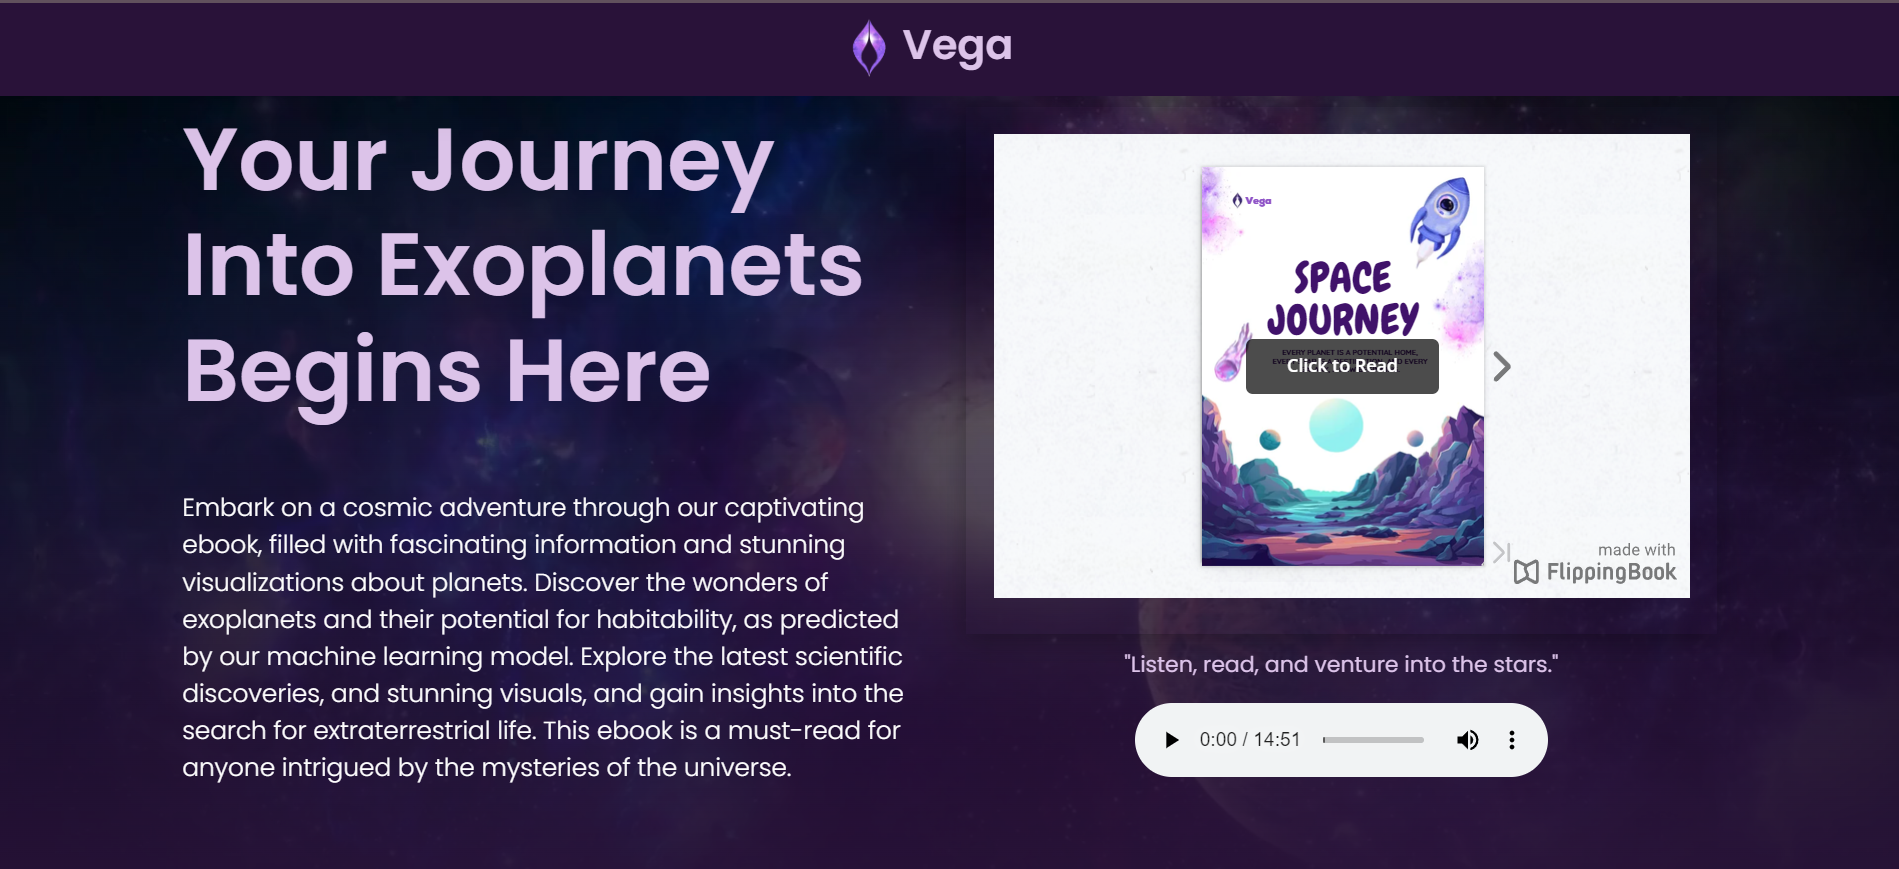 Vega
Your Journey
Into Exoplanets
Begins Here
Embark on a cosmic adventure through our captivating
ebook, filled with fascinating information and stunning
visualizations about planets. Discover the wonders of
exoplanets and their potential for habitability, as predicted
by our machine learning model. Explore the latest scientific
discoveries, and stunning visuals, and gain insights into the
search for extraterrestrial life. This ebook is a must-read for
anyone intrigued by the mysteries of the universe.
Vega
SPACE
JOURNEY
EVERY PLANET IS A POTENTIAL HOME,
Click to Read
made with
FlippingBook
"Listen, read, and venture into the stars."
0:00 / 14:51